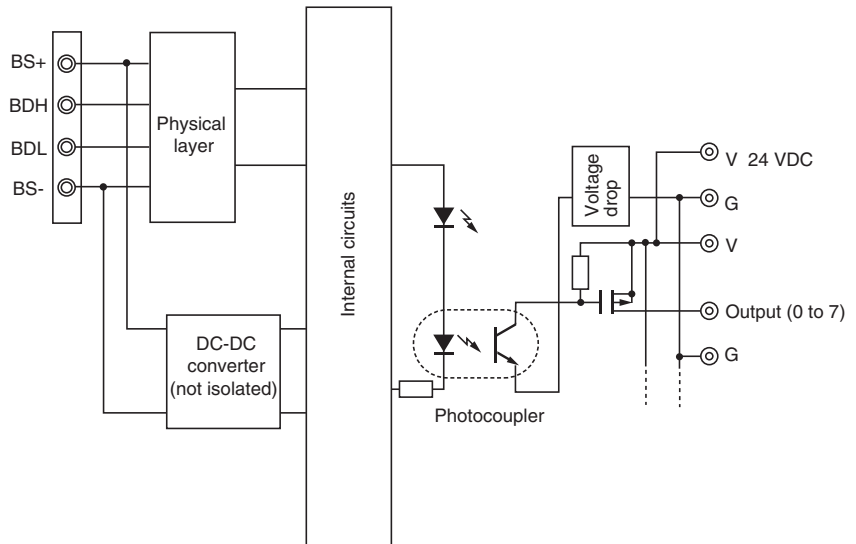 BS+
BDH
BDL
BS-
Physical
layer
DC-DC
converter
(not isolated)
Internal circuits
Photocoupler
Voltage
drop
V 24 VDC
G
V
Output (0 to 7)
G